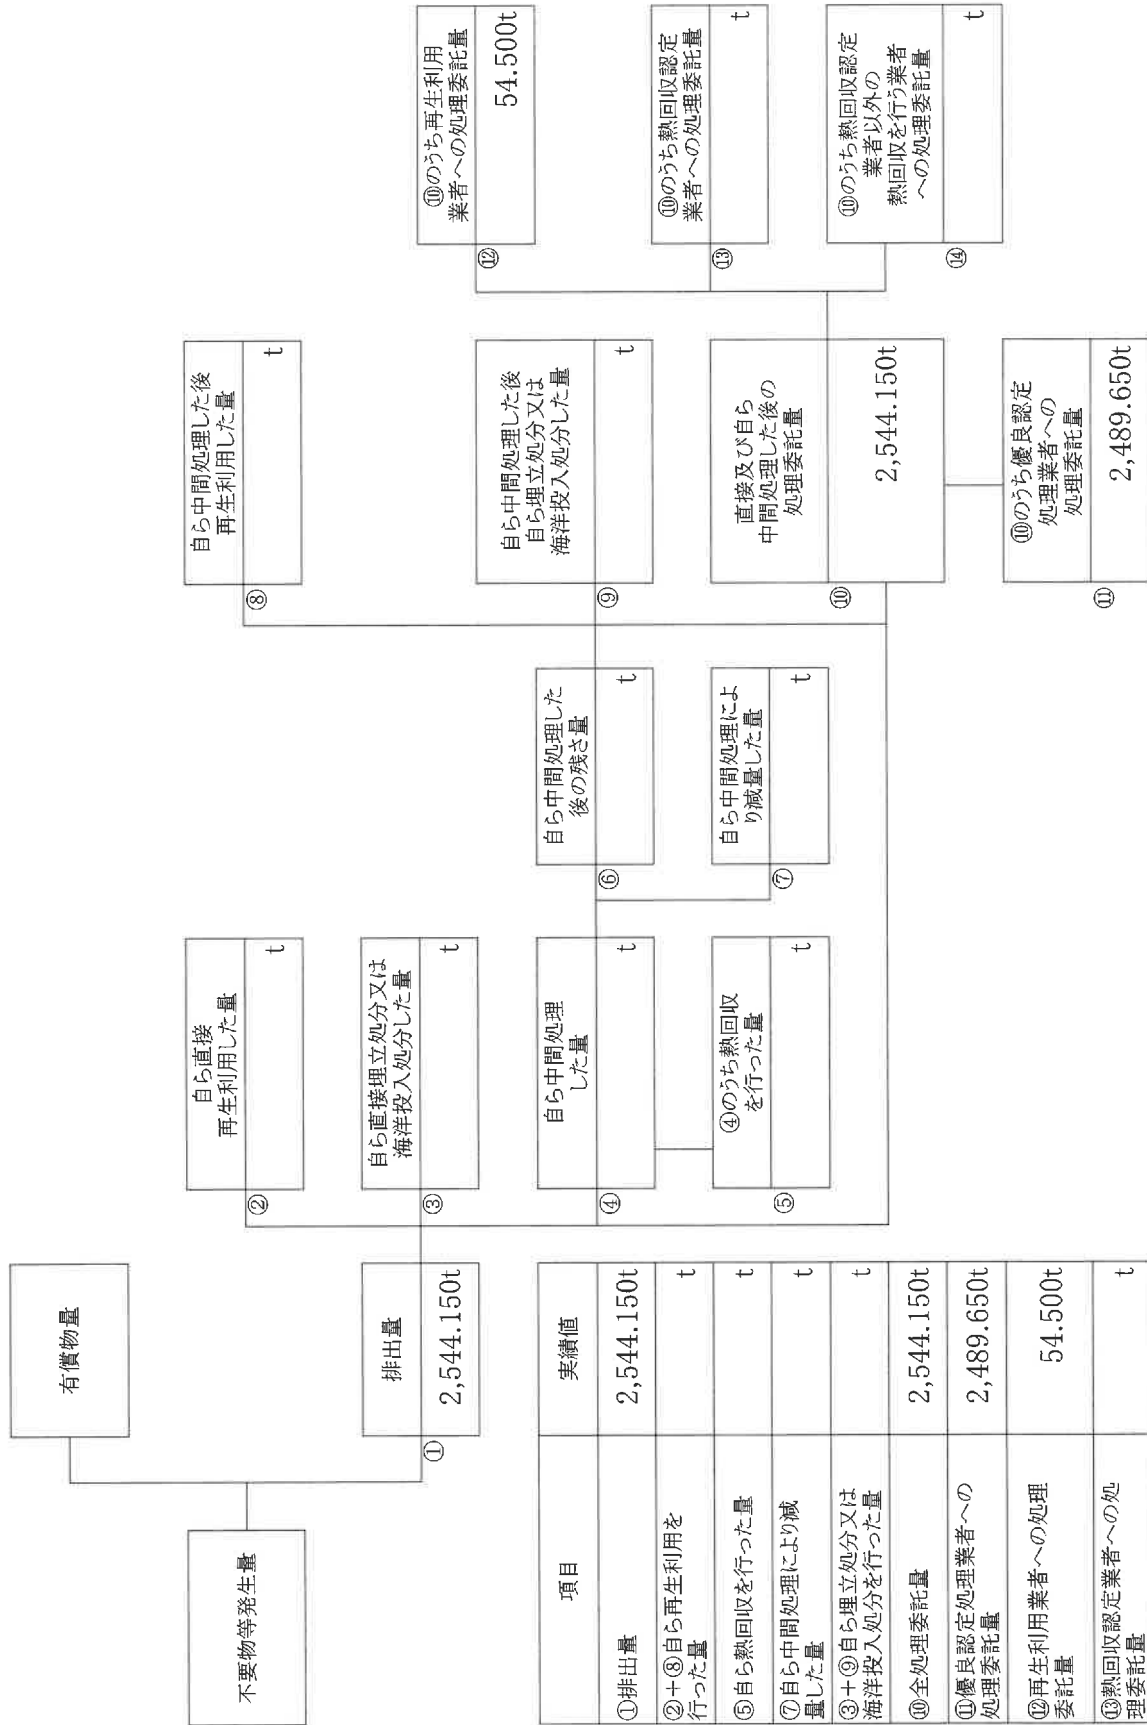 不要物等発生量
有償物量
排出量
①
2,544.150t
自ら直接
再生利用した量
②
t
自ら直接埋立処分又は
海洋投入処分した量
③
t
自ら中間処理
した量
④
t
④のうち熱回収
を行った量
⑤
t
自ら中間処理した
後の残さ量
⑥
t
自ら中間処理によ
り減量した量
⑦
t
自ら中間処理した後
再生利用した量
⑧
t
自ら中間処理した後
自ら埋立処分又は
海洋投入処分した量
⑨
t
直接及び自ら
中間処理した後の
処理委託量
⑩
2,544.150t
⑩のうち優良認定
処理業者への
処理委託量
⑪
2,489.650t
⑩のうち再生利用
業者への処理委託量
⑫
54.500t
⑩のうち熱回収認定
業者への処理委託量
⑬
t
⑩のうち熱回収認定
業者以外の
熱回収を行う業者
への処理委託量
⑭
t
項目 実績値
①排出量 2,544.150t
②+⑧自ら再生利用を
行った量 t
⑤自ら熱回収を行った量 t
⑦自ら中間処理により減
量した量 t
③+⑨自ら埋立処分又は
海洋投入処分を行った量 t
⑩全処理委託量 2,544.150t
⑪優良認定処理業者への
処理委託量 2,489.650t
⑫再生利用業者への処理
委託量 54.500t
⑬熱回収認定業者への処
理委託量 t